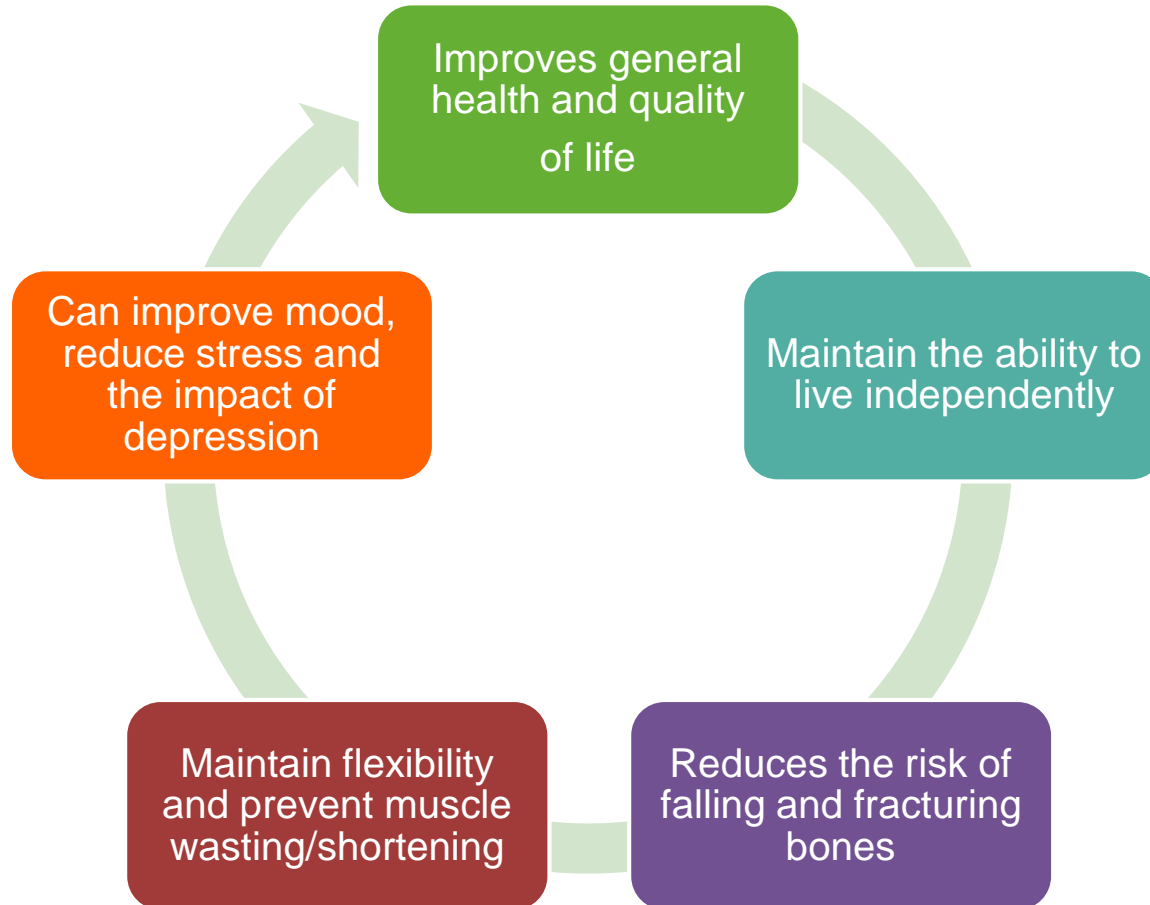 Improves general
health and quality
of life
Maintain the ability to
live independently
Reduces the risk of
falling and fracturing
bones
Maintain flexibility
and prevent muscle
wasting/shortening
Can improve mood,
reduce stress and
the impact of
depression